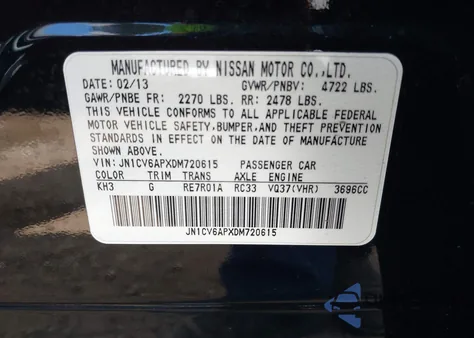 MANUFACTURED BY NISSAN MOTOR CO.,LTD.
DATE: 02/13 GVWR/PNBV: 4722 LBS.
GAWR/PNBE FR: 2270 LBS. RR: 2478 LBS.
THIS VEHICLE CONFORMS TO ALL APPLICABLE FEDERAL
MOTOR VEHICLE SAFETY,BUMPER,AND THEFT PREVENTION
STANDARDS IN EFFECT ON THE DATE OF MANUFACTURE
SHOWN ABOVE.
VIN: JN1CV6APXDM720615 PASSENGER CAR
COLOR TRIM TRANS AXLE ENGINE
KH3 G RE7R01A RC33 VQ37(VHR) 3696CC
JN1CV6APXDM720615